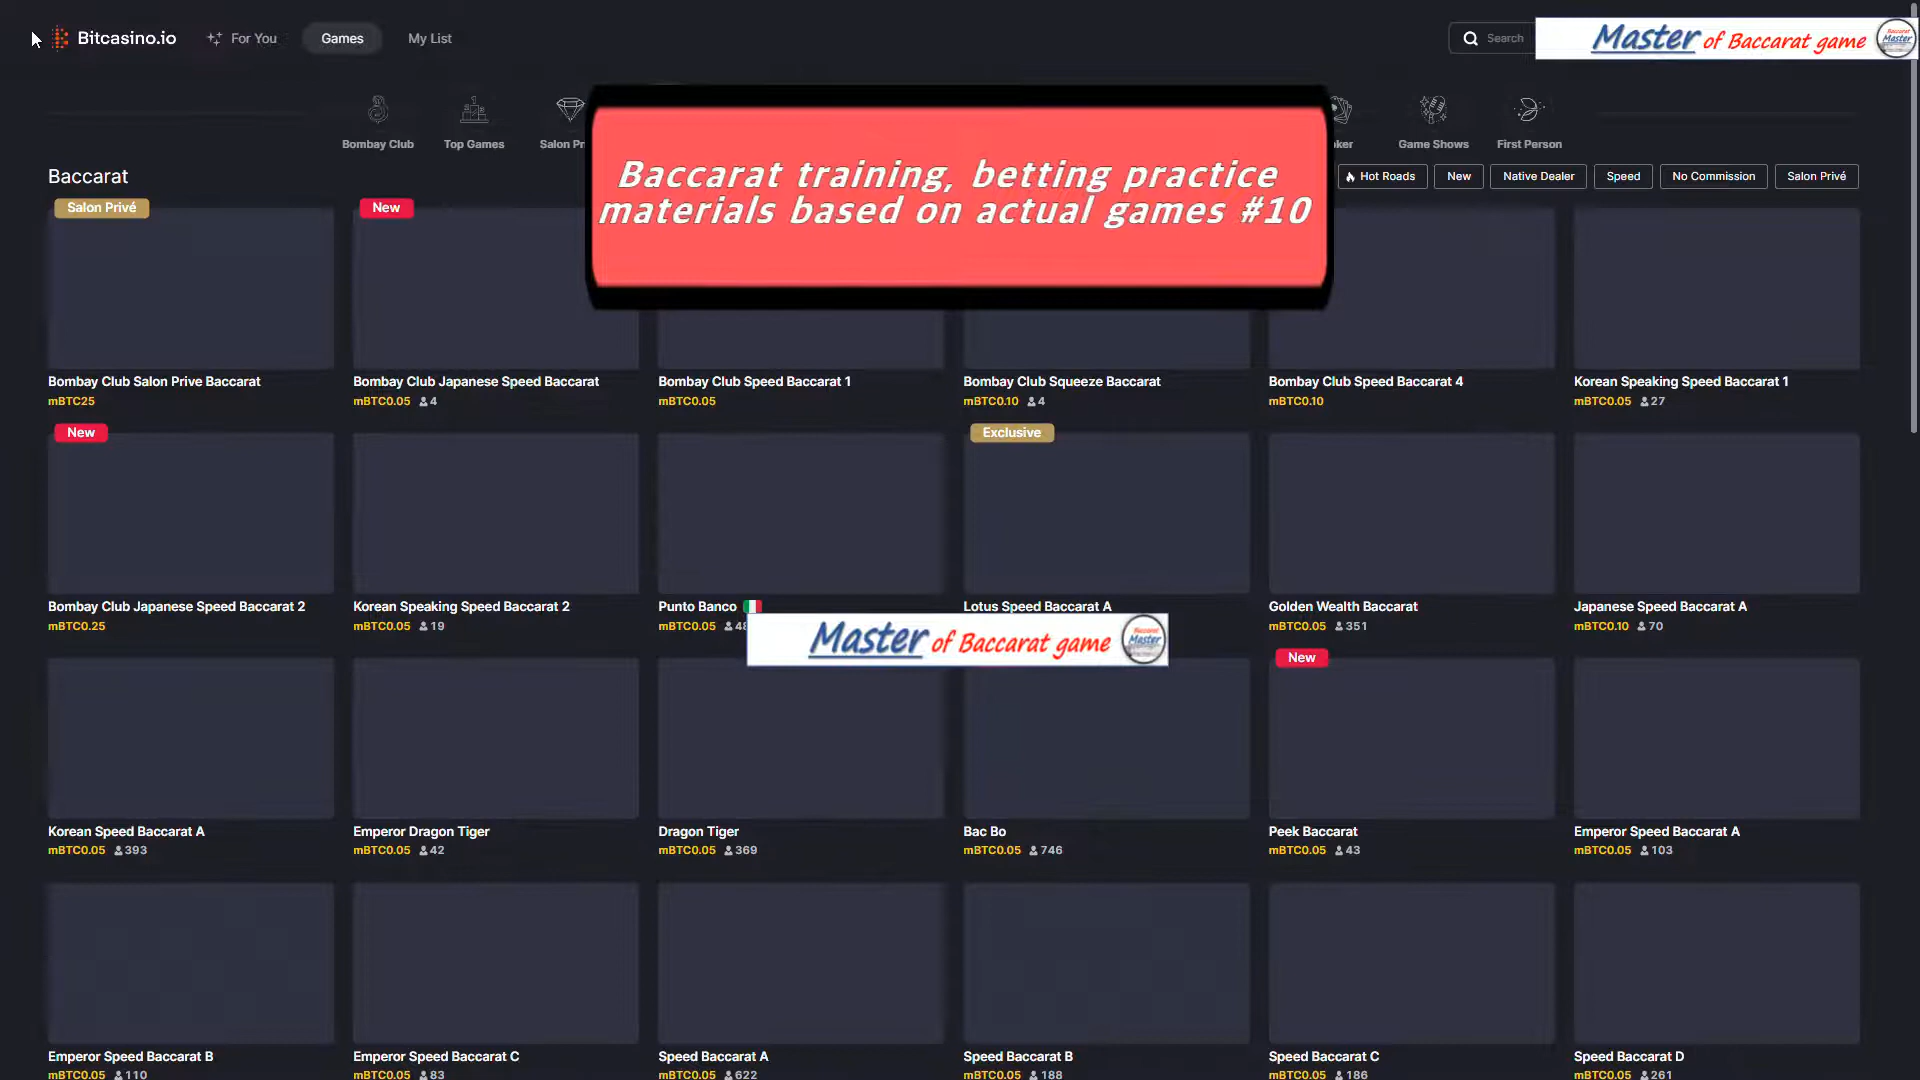 Bitcasino.io For You Games My List Search
Master of Baccarat game
Bombay Club Top Games Salon Game Shows First Person
Baccarat training, betting practice
materials based on actual games #10
Baccarat
Hot Roads New Native Dealer Speed No Commission Salon Privé
Salon Privé New
Bombay Club Salon Prive Baccarat Bombay Club Japanese Speed Baccarat Bombay Club Speed Baccarat 1 Bombay Club Squeeze Baccarat Bombay Club Speed Baccarat 4 Korean Speaking Speed Baccarat 1
mBTC25 mBTC0.05 4 mBTC0.05 mBTC0.10 4 mBTC0.10 mBTC0.05 27
New Exclusive
Bombay Club Japanese Speed Baccarat 2 Korean Speaking Speed Baccarat 2 Punto Banco Lotus Speed Baccarat A Golden Wealth Baccarat Japanese Speed Baccarat A
mBTC0.25 mBTC0.05 19 mBTC0.05 mBTC0.05 351 mBTC0.10 70
Master of Baccarat game
New
Korean Speed Baccarat A Emperor Dragon Tiger Dragon Tiger Bac Bo Peek Baccarat Emperor Speed Baccarat A
mBTC0.05 393 mBTC0.05 42 mBTC0.05 369 mBTC0.05 746 mBTC0.05 43 mBTC0.05 103
Emperor Speed Baccarat B Emperor Speed Baccarat C Speed Baccarat A Speed Baccarat B Speed Baccarat C Speed Baccarat D
mBTC0.05 110 mBTC0.05 83 mBTC0.05 622 mBTC0.05 188 mBTC0.05 186 mBTC0.05 261